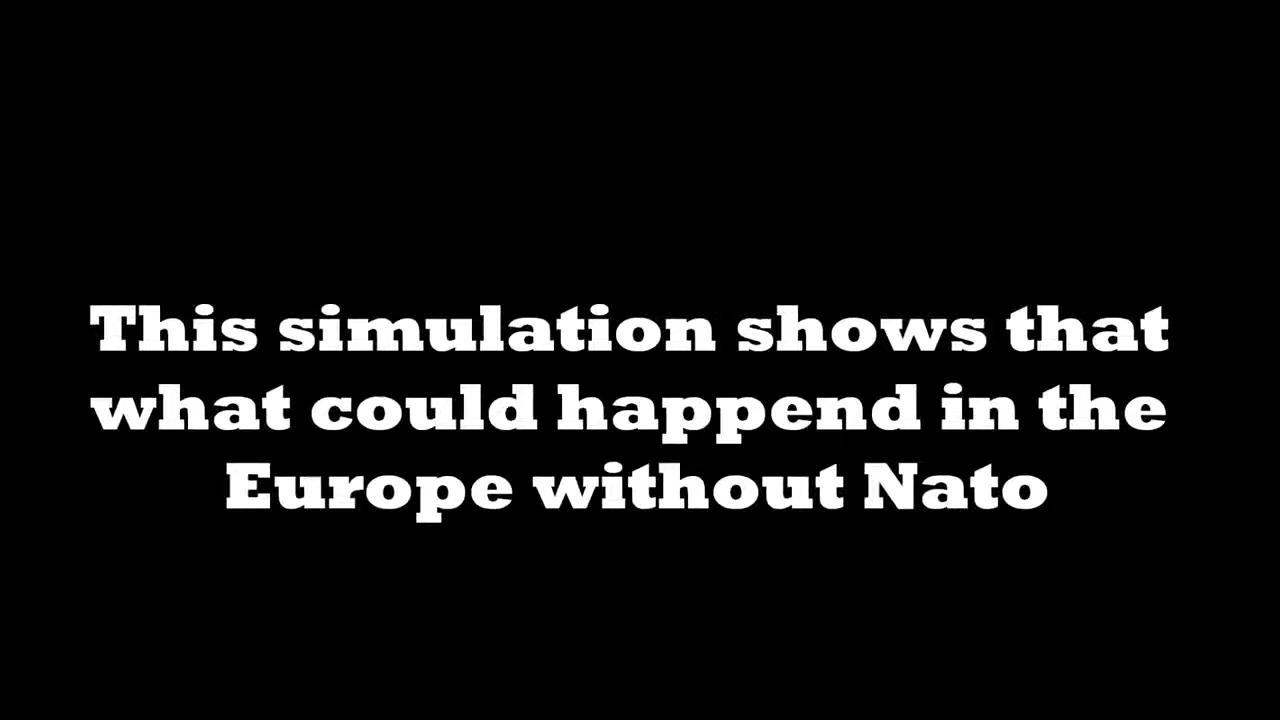 This simulation shows that
what could happend in the
Europe without Nato